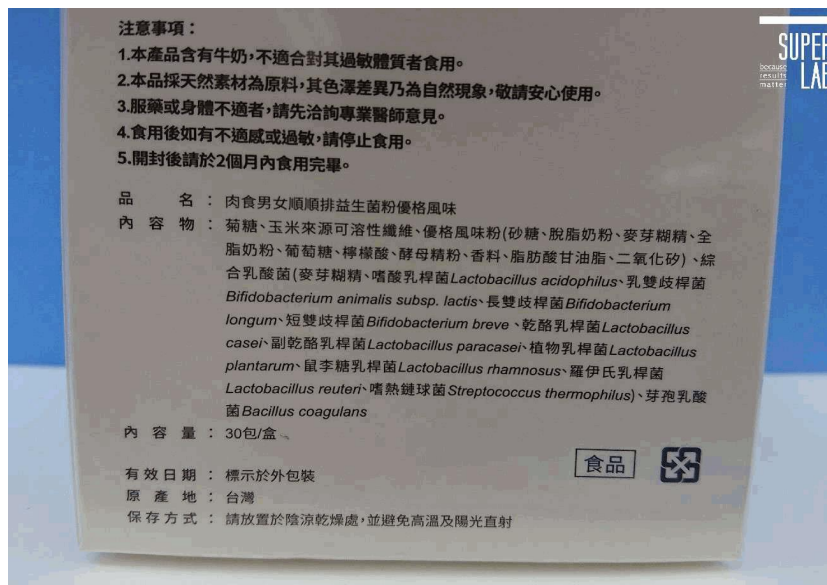 注意事項：
1.本產品含有牛奶，不適合對其過敏體質者食用。
2.本品採天然素材為原料，其色澤差異乃為自然現象，敬請安心使用。
3.服藥或身體不適者，請先洽詢專業醫師意見。
4.食用後如有不適感或過敏，請停止食用。
5.開封後請於2個月內食用完畢。
品名：肉食男女順順排益生菌粉優格風味
內容物：菊糖、玉米來源可溶性纖維、優格風味粉(砂糖、脫脂奶粉、麥芽糊精、全
脂奶粉、葡萄糖、檸檬酸、酵母精粉、香料、脂肪酸甘油脂、二氧化矽)、綜
合乳酸菌(麥芽糊精、嗜酸乳桿菌Lactobacillus acidophilus、乳雙歧桿菌
Bifidobacterium animalis subsp. lactis、長雙歧桿菌Bifidobacterium
longum、短雙歧桿菌Bifidobacterium breve、乾酪乳桿菌Lactobacillus
casei、副乾酪乳桿菌Lactobacillus paracasei、植物乳桿菌Lactobacillus
plantarum、鼠李糖乳桿菌Lactobacillus rhamnosus、羅伊氏乳桿菌
Lactobacillus reuteri、嗜熱鏈球菌Streptococcus thermophilus)、芽孢乳酸
菌Bacillus coagulans
內容量：30包/盒
食品
有效日期：標示於外包裝
原產地：台灣
保存方式：請放置於陰涼乾燥處，並避免高溫及陽光直射
SUPER
because
results
matter
LAB